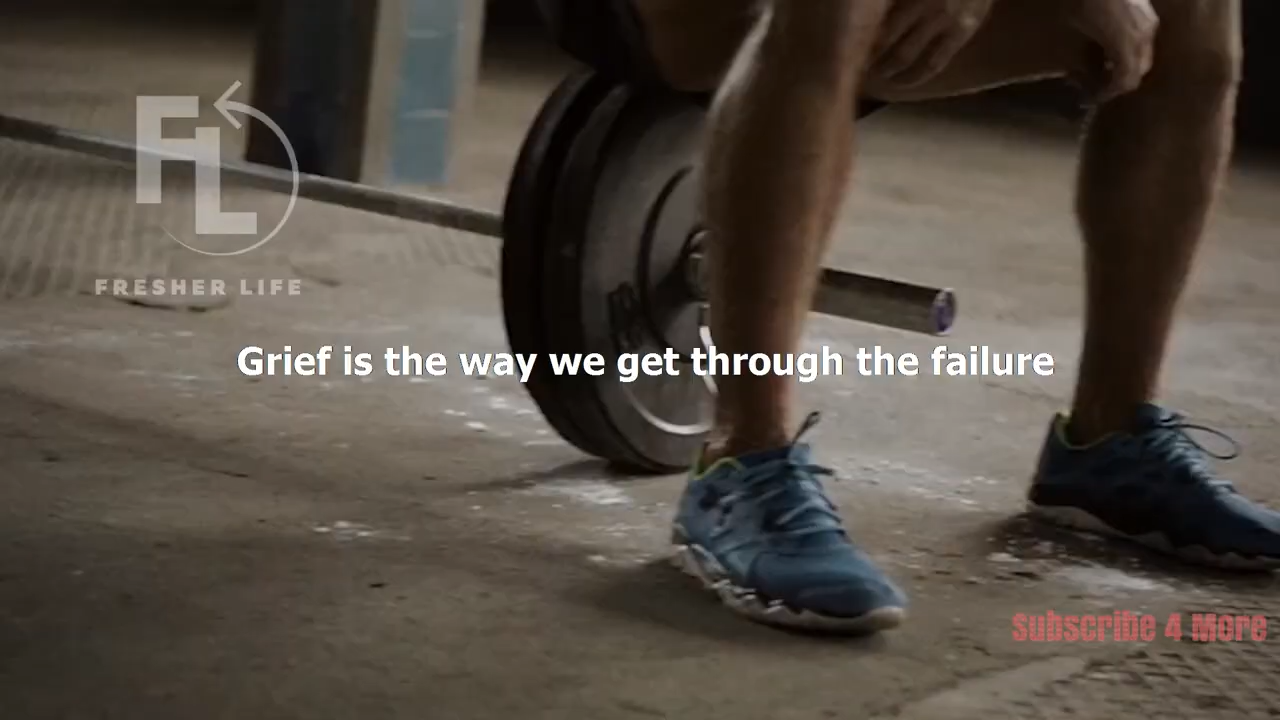 FL
FRESHER LIFE
Grief is the way we get through the failure
Subscribe 4 More